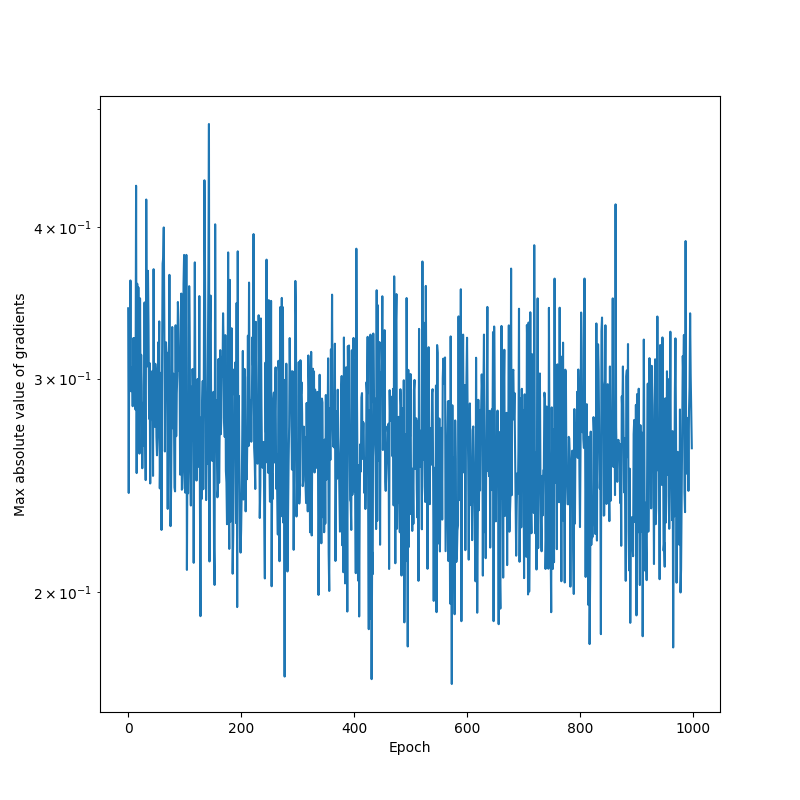 Max absolute value of gradients
4 × 10⁻¹
3 × 10⁻¹
2 × 10⁻¹
0 200 400 600 800 1000
Epoch